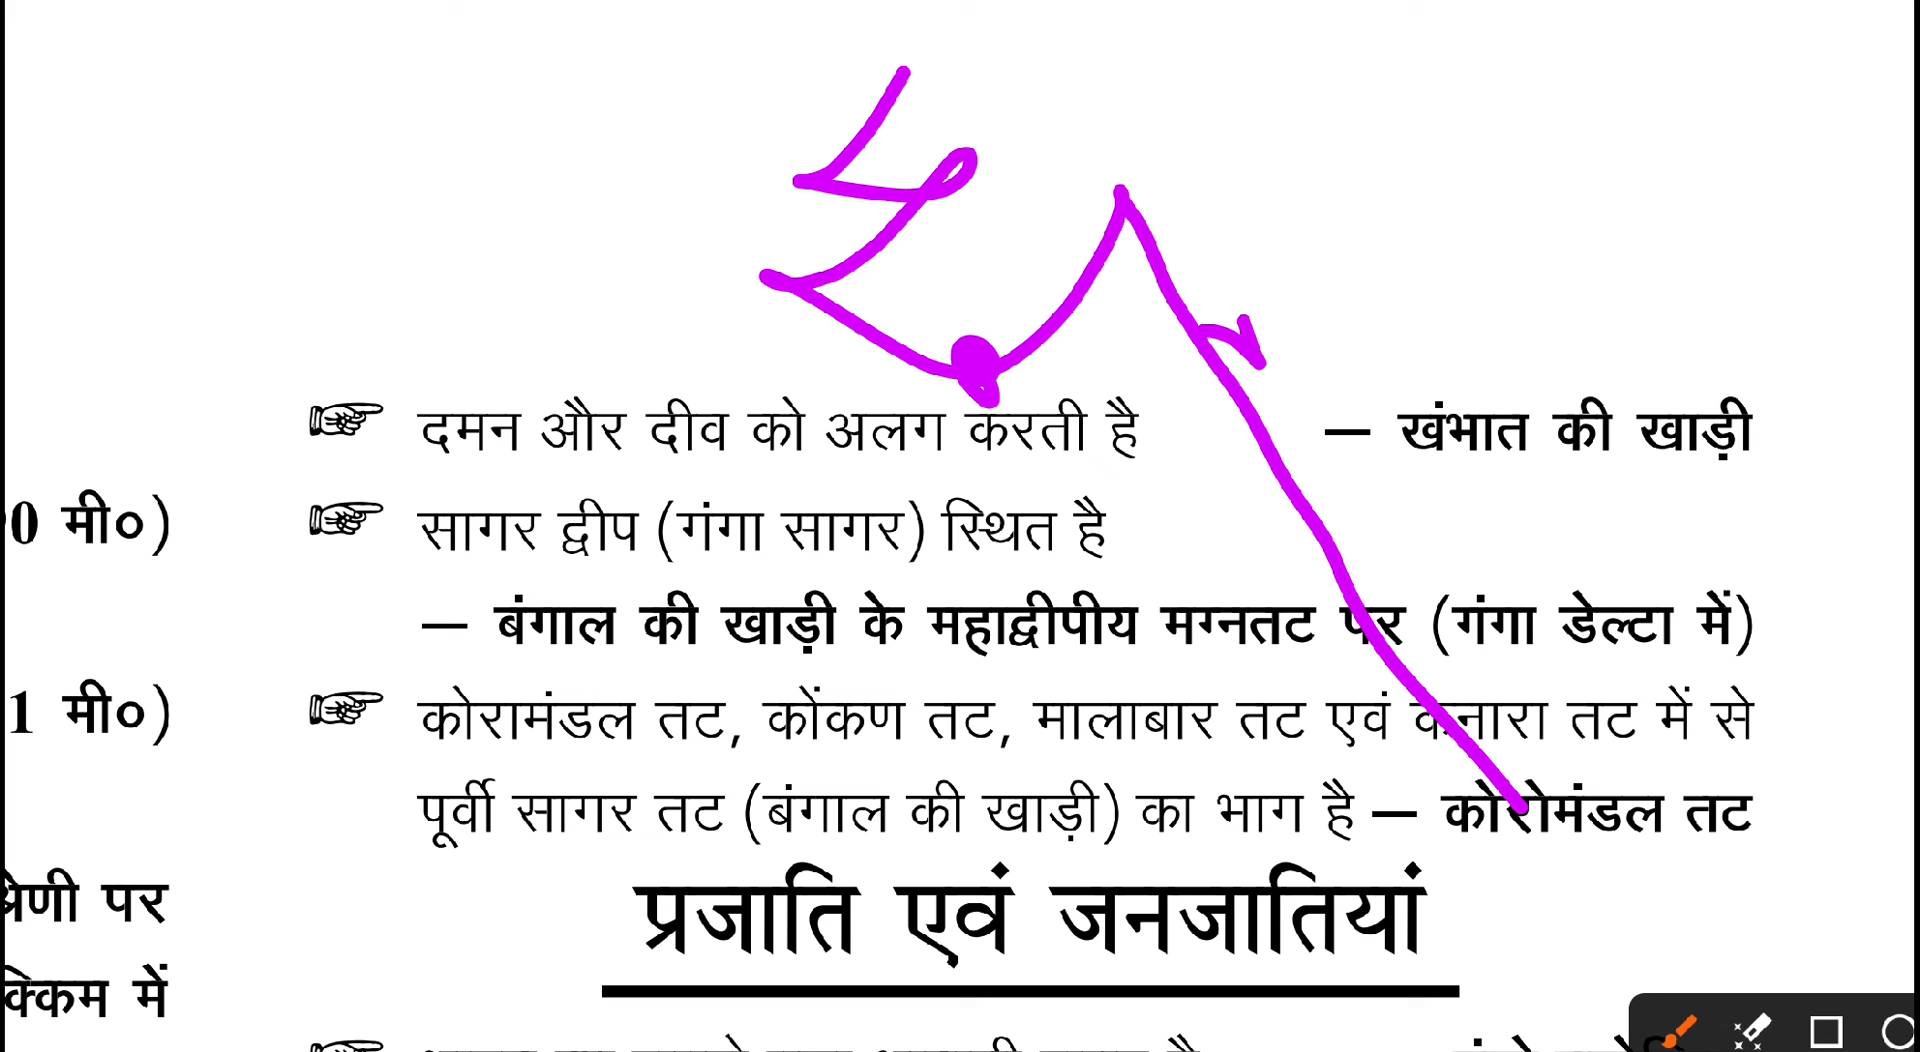 ☞ दमन और दीव को अलग करती है — खंभात की खाड़ी
0 मी०)
☞ सागर द्वीप (गंगा सागर) स्थित है
— बंगाल की खाड़ी के महाद्वीपीय मग्नतट पर (गंगा डेल्टा में)
1 मी०)
☞ कोरामंडल तट, कोंकण तट, मालाबार तट एवं कनारा तट में से
पूर्वी सागर तट (बंगाल की खाड़ी) का भाग है — कोरोमंडल तट
श्रेणी पर
प्रजाति एवं जनजातियां
क्किम में